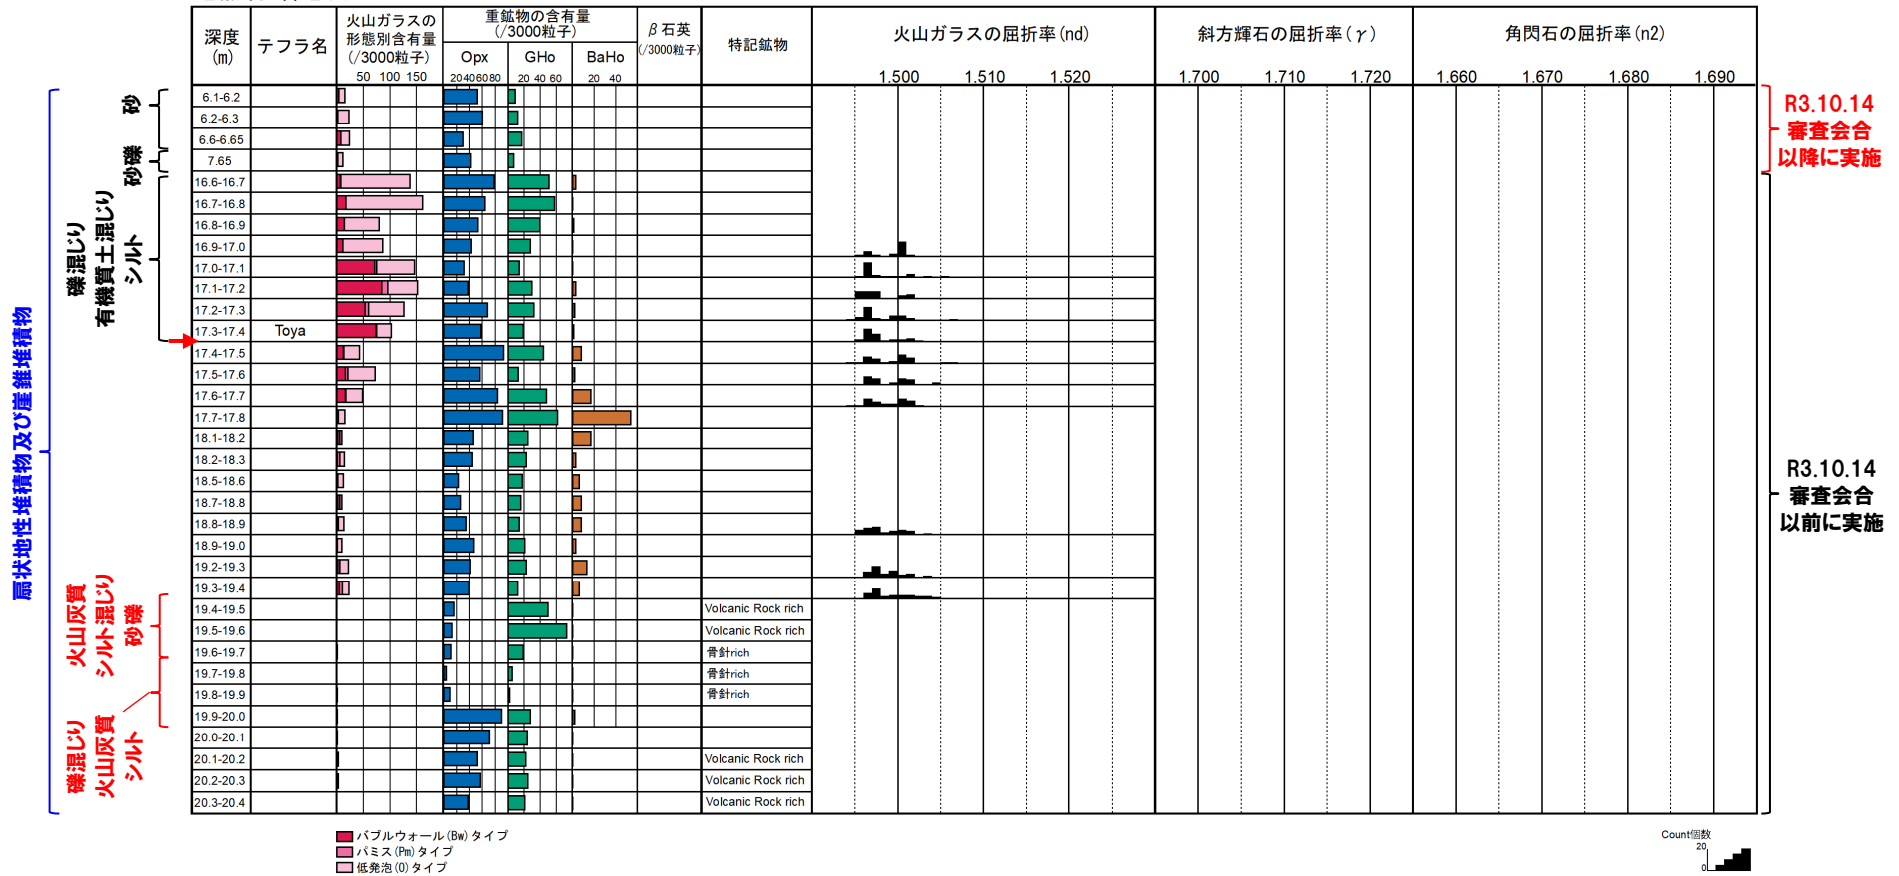 深度
(m)
テフラ名
火山ガラスの
形態別含有量
(/3000粒子)
50 100 150
重鉱物の含有量
(/3000粒子)
Opx
GHo
BaHo
20 40 60 80
20 40 60
20 40
β石英
(/3000粒子)
特記鉱物
火山ガラスの屈折率(nd)
1.500 1.510 1.520
斜方輝石の屈折率(γ)
1.700 1.710 1.720
角閃石の屈折率(n2)
1.660 1.670 1.680 1.690
6.1-6.2
6.2-6.3
6.6-6.65
7.65
16.6-16.7
16.7-16.8
16.8-16.9
16.9-17.0
17.0-17.1
17.1-17.2
17.2-17.3
17.3-17.4 Toya
17.4-17.5
17.5-17.6
17.6-17.7
17.7-17.8
18.1-18.2
18.2-18.3
18.5-18.6
18.7-18.8
18.8-18.9
18.9-19.0
19.2-19.3
19.3-19.4
19.4-19.5 Volcanic Rock rich
19.5-19.6 Volcanic Rock rich
19.6-19.7 骨針rich
19.7-19.8 骨針rich
19.8-19.9 骨針rich
19.9-20.0
20.0-20.1
20.1-20.2 Volcanic Rock rich
20.2-20.3 Volcanic Rock rich
20.3-20.4 Volcanic Rock rich
扇状地性堆積物及び崖錐堆積物
砂
砂礫
礫混じり
有機質土混じり
シルト
火山灰質
シルト混じり
砂礫
礫混じり
火山灰質
シルト
R3.10.14
審査会合
以降に実施
R3.10.14
審査会合
以前に実施
バブルウォール(Bw)タイプ
パミス(Pm)タイプ
低発泡(O)タイプ
Count個数
20
0